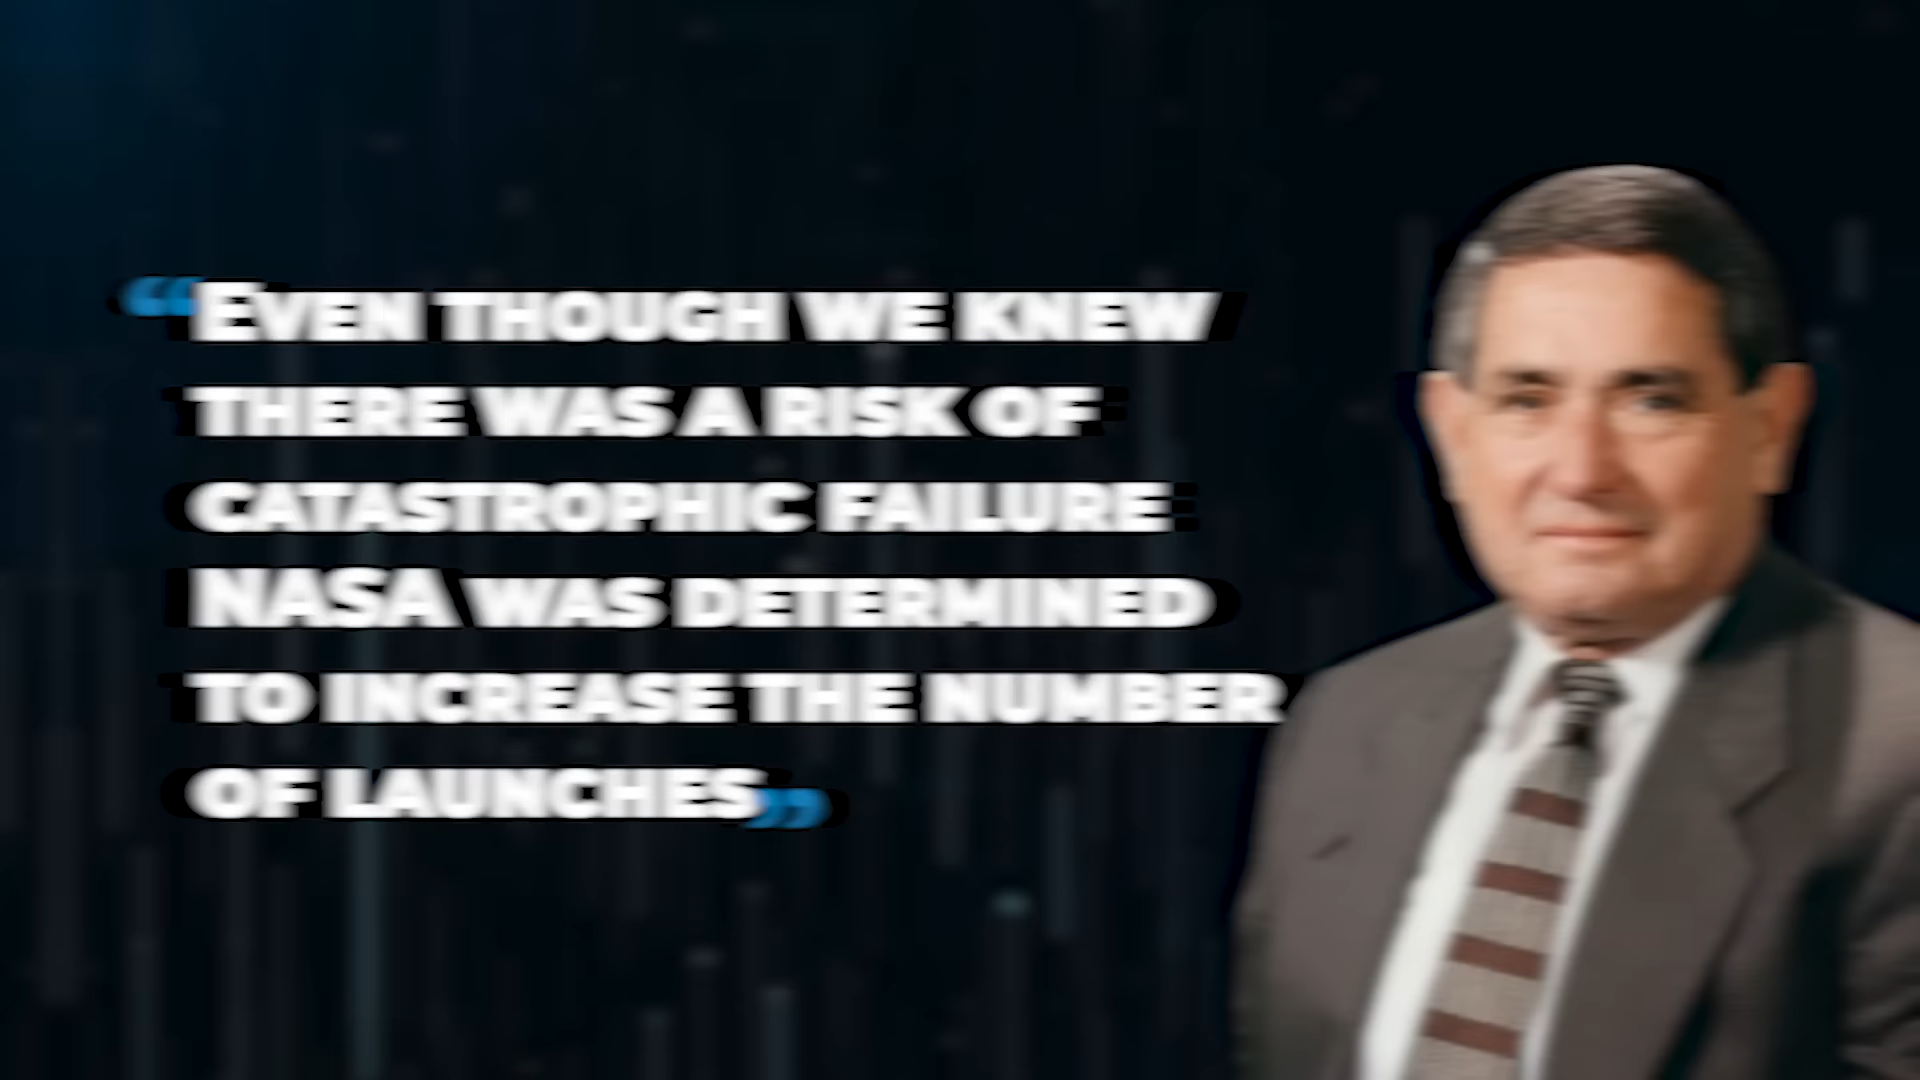 “EVEN THOUGH WE KNEW
THERE WAS A RISK OF
CATASTROPHIC FAILURE
NASA WAS DETERMINED
TO INCREASE THE NUMBER
OF LAUNCHES”